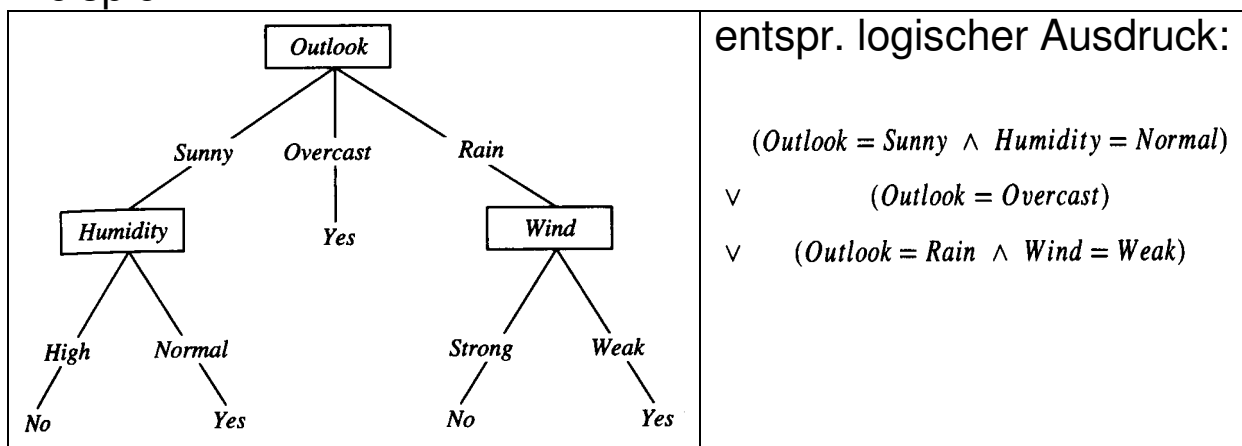 Outlook
Sunny Overcast Rain
Humidity Yes Wind
High Normal Strong Weak
No Yes No Yes
entspr. logischer Ausdruck:
(Outlook = Sunny ∧ Humidity = Normal)
∨ (Outlook = Overcast)
∨ (Outlook = Rain ∧ Wind = Weak)